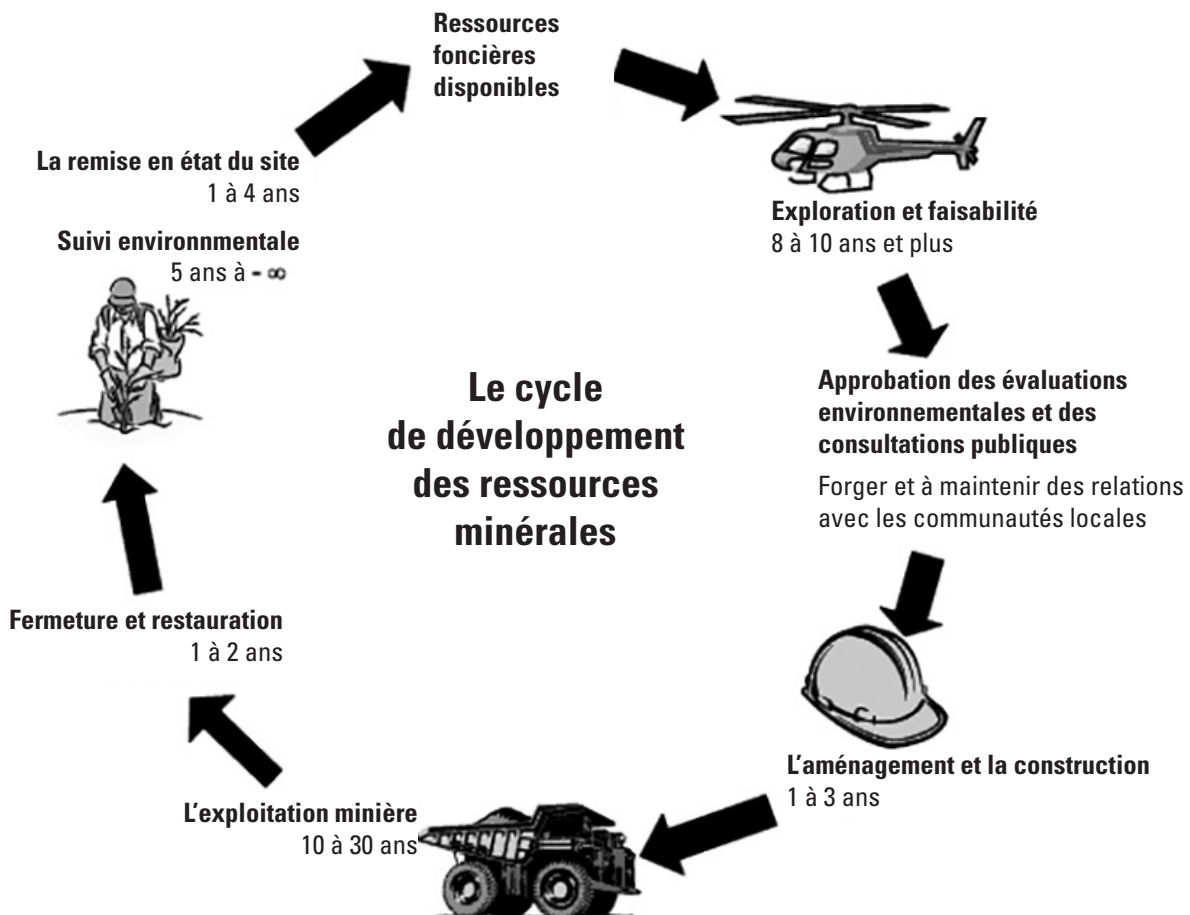 Ressources
foncières
disponibles
Exploration et faisabilité
8 à 10 ans et plus
Approbation des évaluations
environnementales et des
consultations publiques
Forger et à maintenir des relations
avec les communautés locales
L'aménagement et la construction
1 à 3 ans
L'exploitation minière
10 à 30 ans
Fermeture et restauration
1 à 2 ans
La remise en état du site
1 à 4 ans
Suivi environnmentale
5 ans à - ∞
Le cycle
de développement
des ressources
minérales